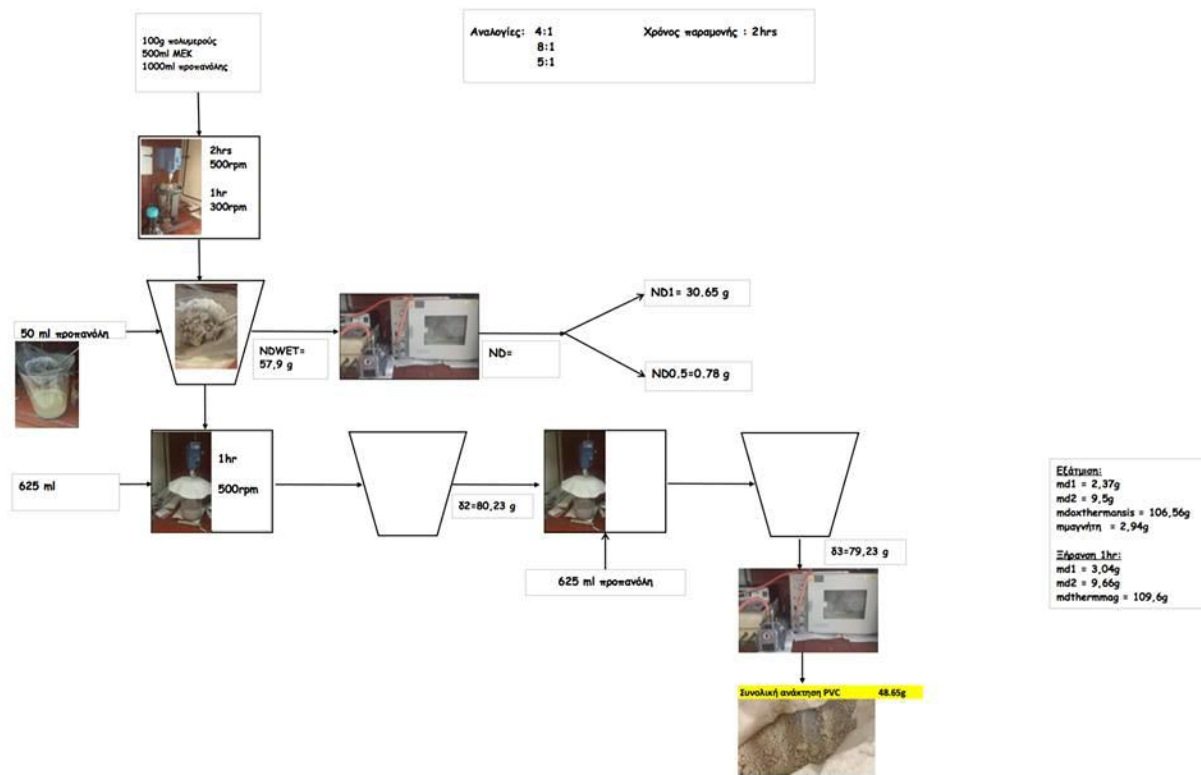 100g πολυμερούς
500ml MEK
1000ml προπανόλης
Αναλογίες: 4:1
8:1
5:1
Χρόνος παραμονής : 2hrs
2hrs
500rpm
1hr
300rpm
50 ml προπανόλη
NDWET=
57,9 g
ND=
ND1= 30.65 g
ND0.5=0.78 g
625 ml
1hr
500rpm
δ2=80,23 g
625 ml προπανόλη
δ3=79,23 g
Συνολική ανάκτηση PVC 48.65g
Εξάτμιση:
md1 = 2,37g
md2 = 9,5g
mdoxthermansis = 106,56g
mμαγνήτη = 2,94g
Ξήρανση 1hr:
md1 = 3,04g
md2 = 9,66g
mdthermmag = 109,6g